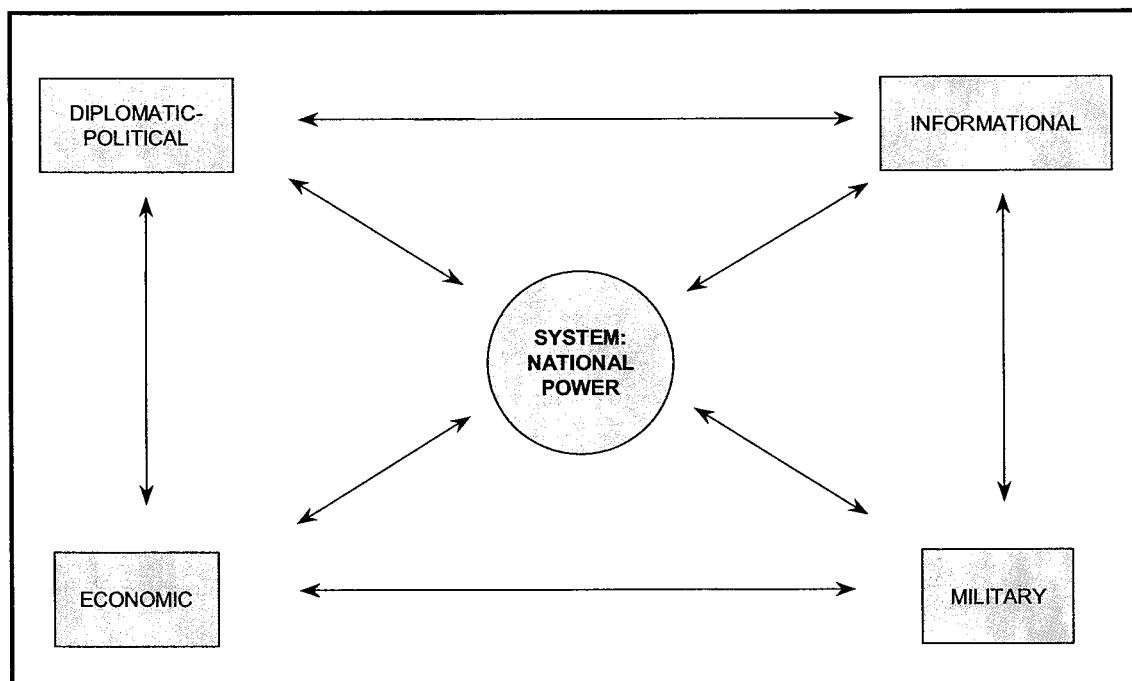 DIPLOMATIC-
POLITICAL
INFORMATIONAL
SYSTEM:
NATIONAL
POWER
ECONOMIC
MILITARY